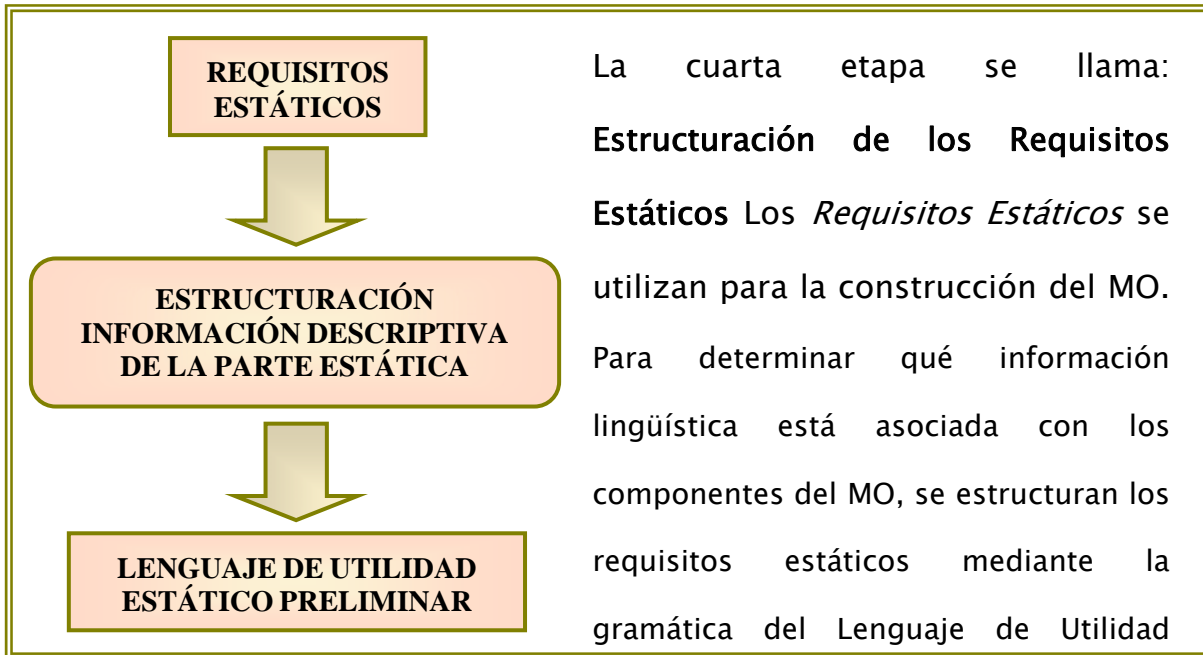 REQUISITOS
ESTÁTICOS
ESTRUCTURACIÓN
INFORMACIÓN DESCRIPTIVA
DE LA PARTE ESTÁTICA
LENGUAJE DE UTILIDAD
ESTÁTICO PRELIMINAR
La cuarta etapa se llama:
Estructuración de los Requisitos
Estáticos Los Requisitos Estáticos se
utilizan para la construcción del MO.
Para determinar qué información
lingüística está asociada con los
componentes del MO, se estructuran los
requisitos estáticos mediante la
gramática del Lenguaje de Utilidad